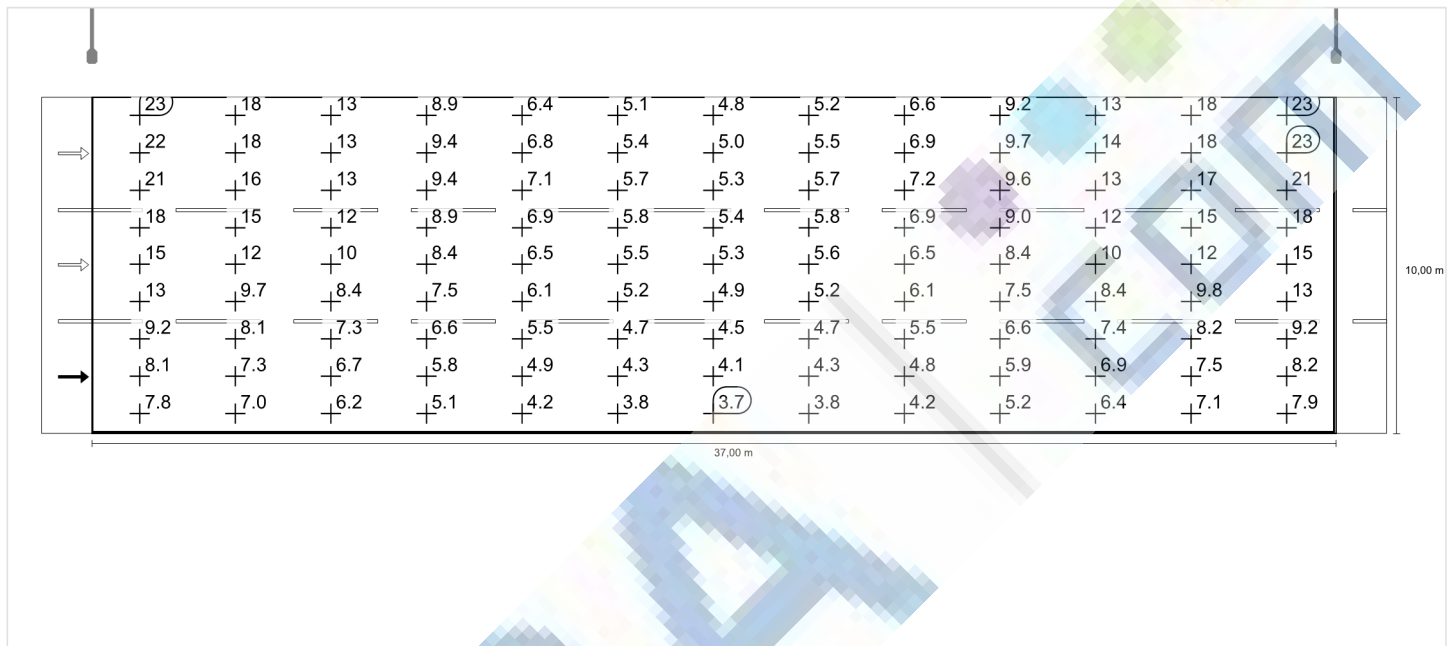 23 18 13 8.9 6.4 5.1 4.8 5.2 6.6 9.2 13 18 23
22 18 13 9.4 6.8 5.4 5.0 5.5 6.9 9.7 14 18 23
21 16 13 9.4 7.1 5.7 5.3 5.7 7.2 9.6 13 17 21
18 15 12 8.9 6.9 5.8 5.4 5.8 6.9 9.0 12 15 18
15 12 10 8.4 6.5 5.5 5.3 5.6 6.5 8.4 10 12 15
10,00 m
13 9.7 8.4 7.5 6.1 5.2 4.9 5.2 6.1 7.5 8.4 9.8 13
9.2 8.1 7.3 6.6 5.5 4.7 4.5 4.7 5.5 6.6 7.4 8.2 9.2
8.1 7.3 6.7 5.8 4.9 4.3 4.1 4.3 4.8 5.9 6.9 7.5 8.2
7.8 7.0 6.2 5.1 4.2 3.8 3.7 3.8 4.2 5.2 6.4 7.1 7.9
37,00 m